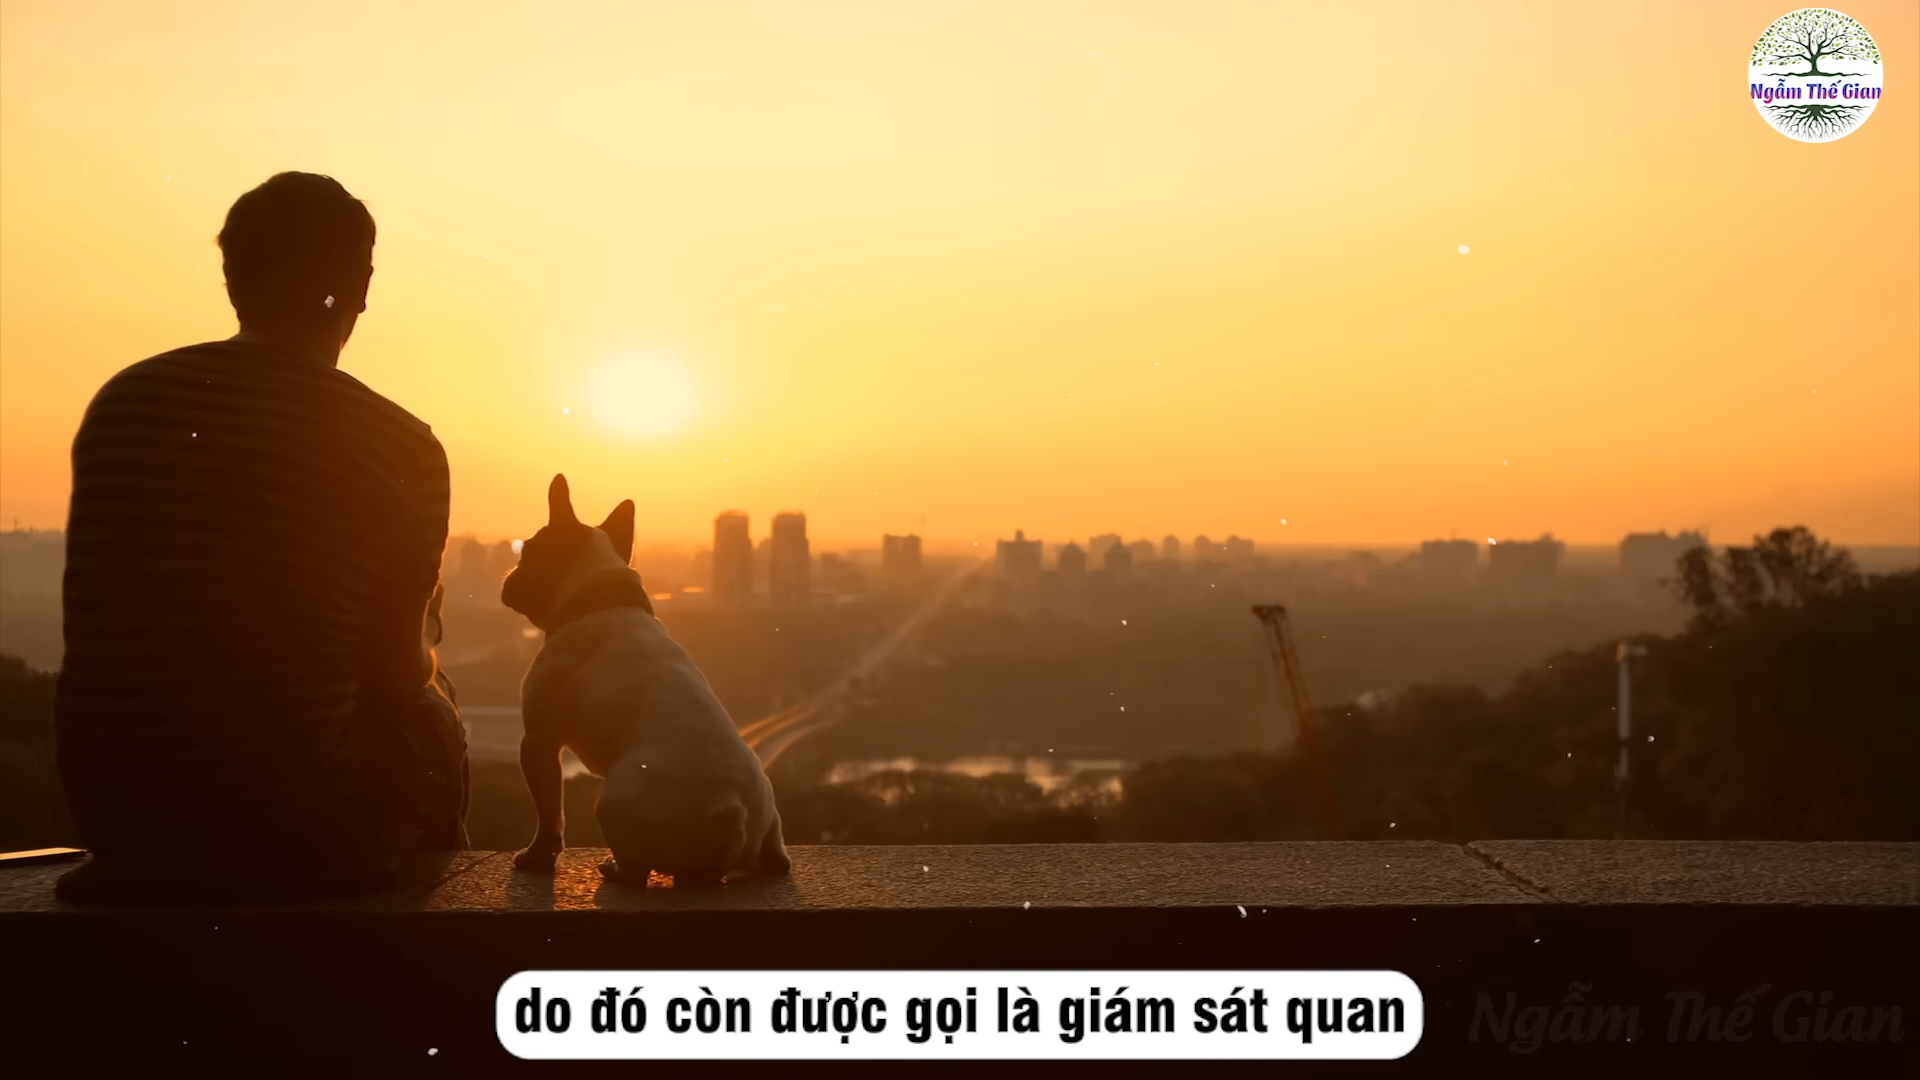 Ngẫm Thế Gian
do đó còn được gọi là giám sát quan
Ngẫm Thế Gian